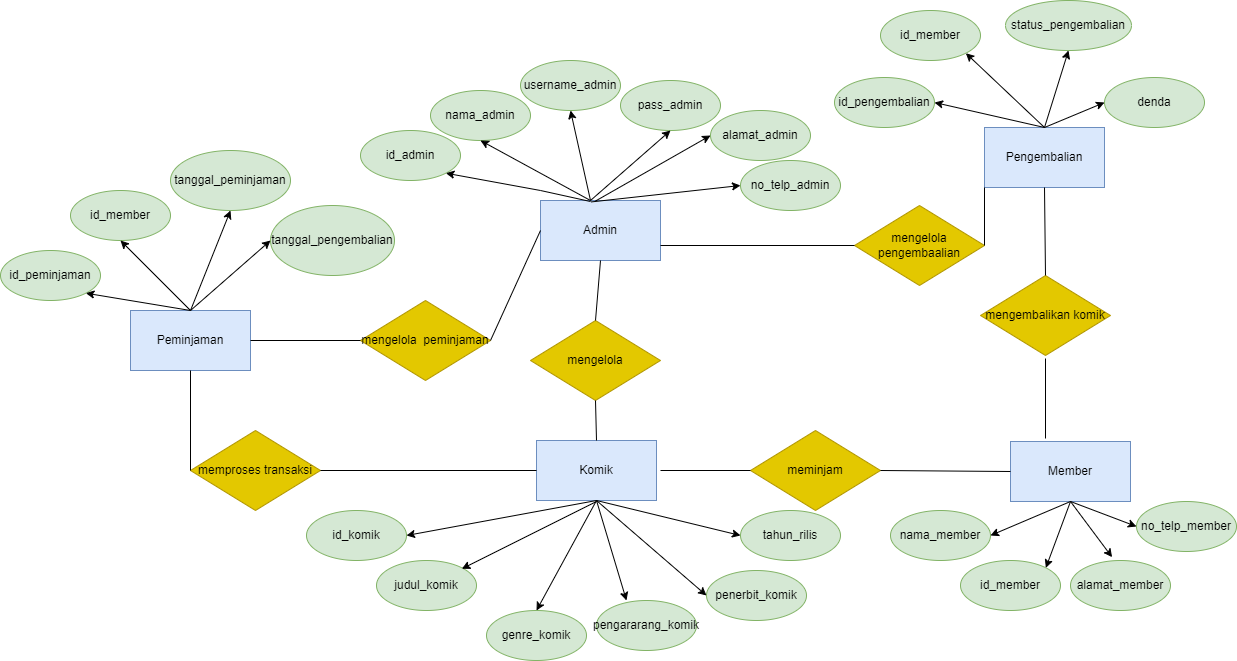 status_pengembalian
id_member
id_pengembalian
denda
Pengembalian
username_admin
nama_admin
pass_admin
id_admin
alamat_admin
no_telp_admin
Admin
tanggal_peminjaman
id_member
tanggal_pengembalian
id_peminjaman
Peminjaman
mengelola
pengembaalian
mengembalikan komik
mengelola peminjaman
mengelola
memproses transaksi
Komik
meminjam
Member
id_komik
tahun_rilis
judul_komik
penerbit_komik
genre_komik
pengararang_komik
nama_member
no_telp_member
id_member
alamat_member